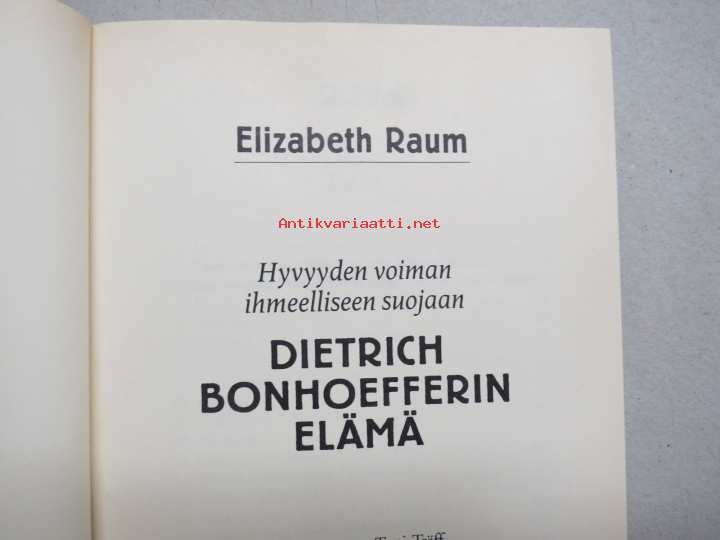 Elizabeth Raum
Antikvariaatti.net
Hyvyyden voiman
ihmeelliseen suojaan
DIETRICH
BONHOEFFERIN
ELÄMÄ